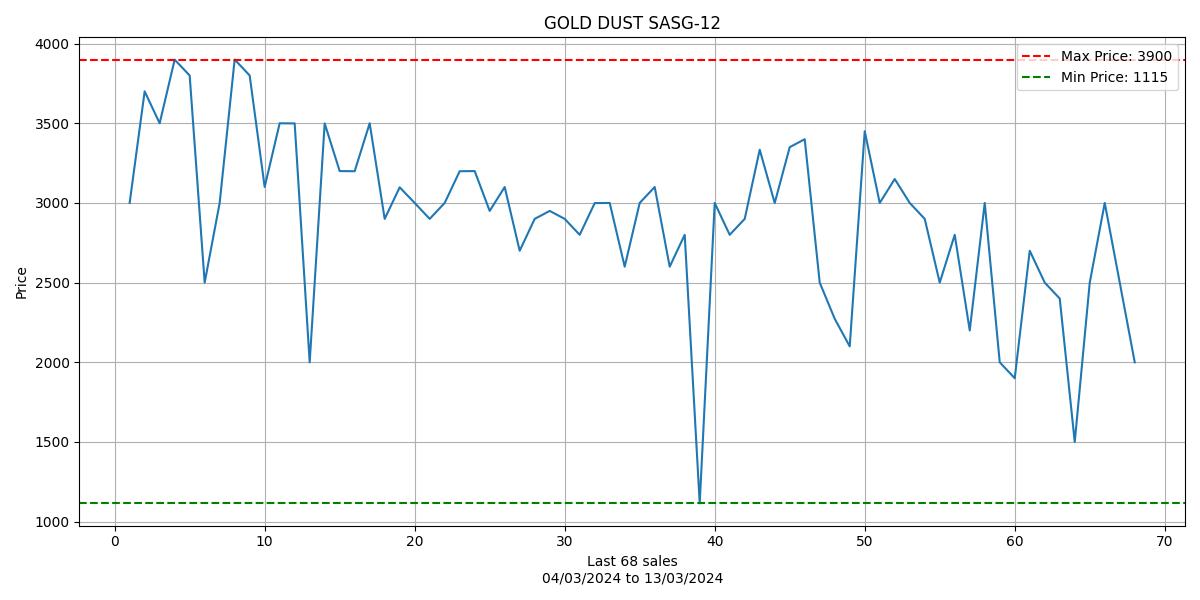 GOLD DUST SASG-12
Max Price: 3900
Min Price: 1115
Price
4000
3500
3000
2500
2000
1500
1000
0 10 20 30 40 50 60 70
Last 68 sales
04/03/2024 to 13/03/2024